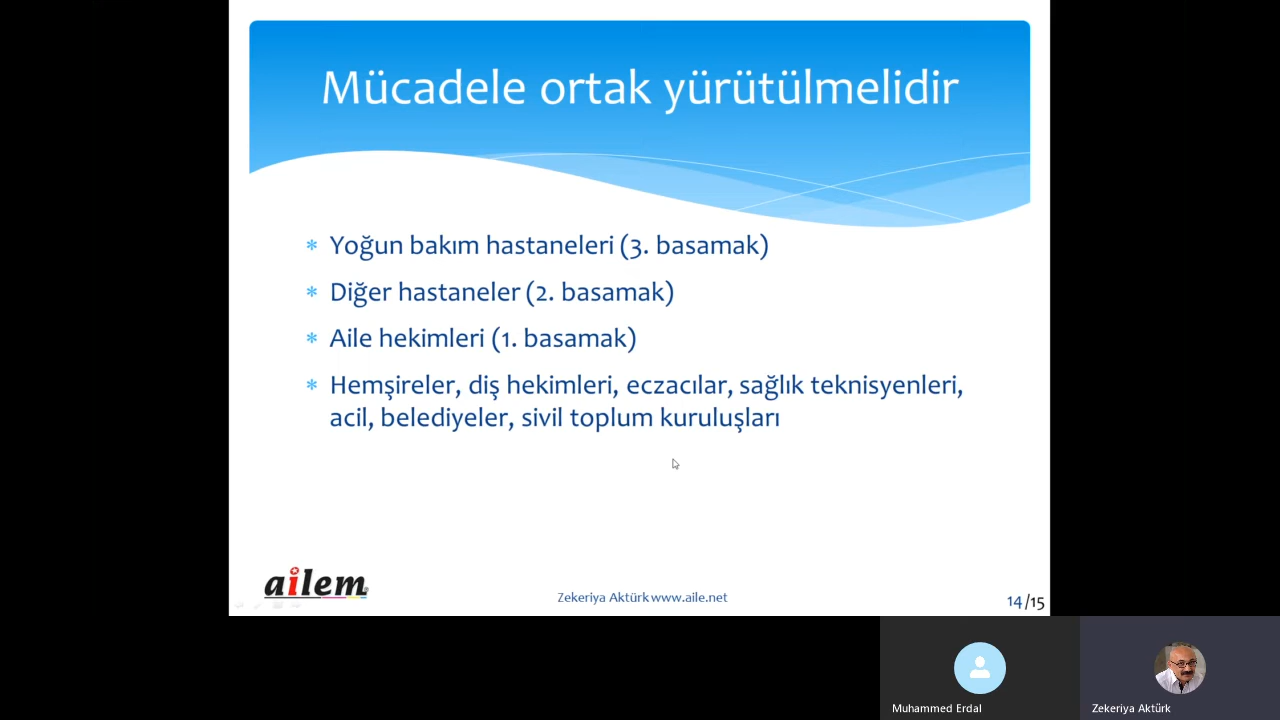 Mücadele ortak yürütülmelidir
* Yoğun bakım hastaneleri (3. basamak)
* Diğer hastaneler (2. basamak)
* Aile hekimleri (1. basamak)
* Hemşireler, diş hekimleri, eczacılar, sağlık teknisyenleri,
acil, belediyeler, sivil toplum kuruluşları
ailem
Zekeriya Aktürk www.aile.net
14/15
Muhammed Erdal
Zekeriya Aktürk